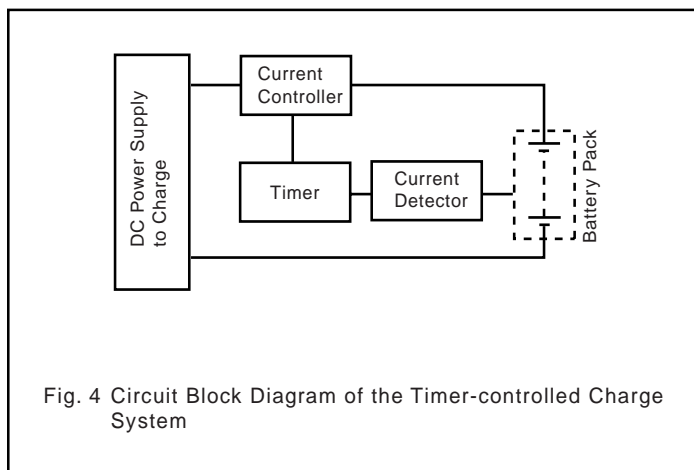 DC Power Supply
to Charge
Current
Controller
Timer
Current
Detector
Battery Pack
Fig. 4 Circuit Block Diagram of the Timer-controlled Charge
System